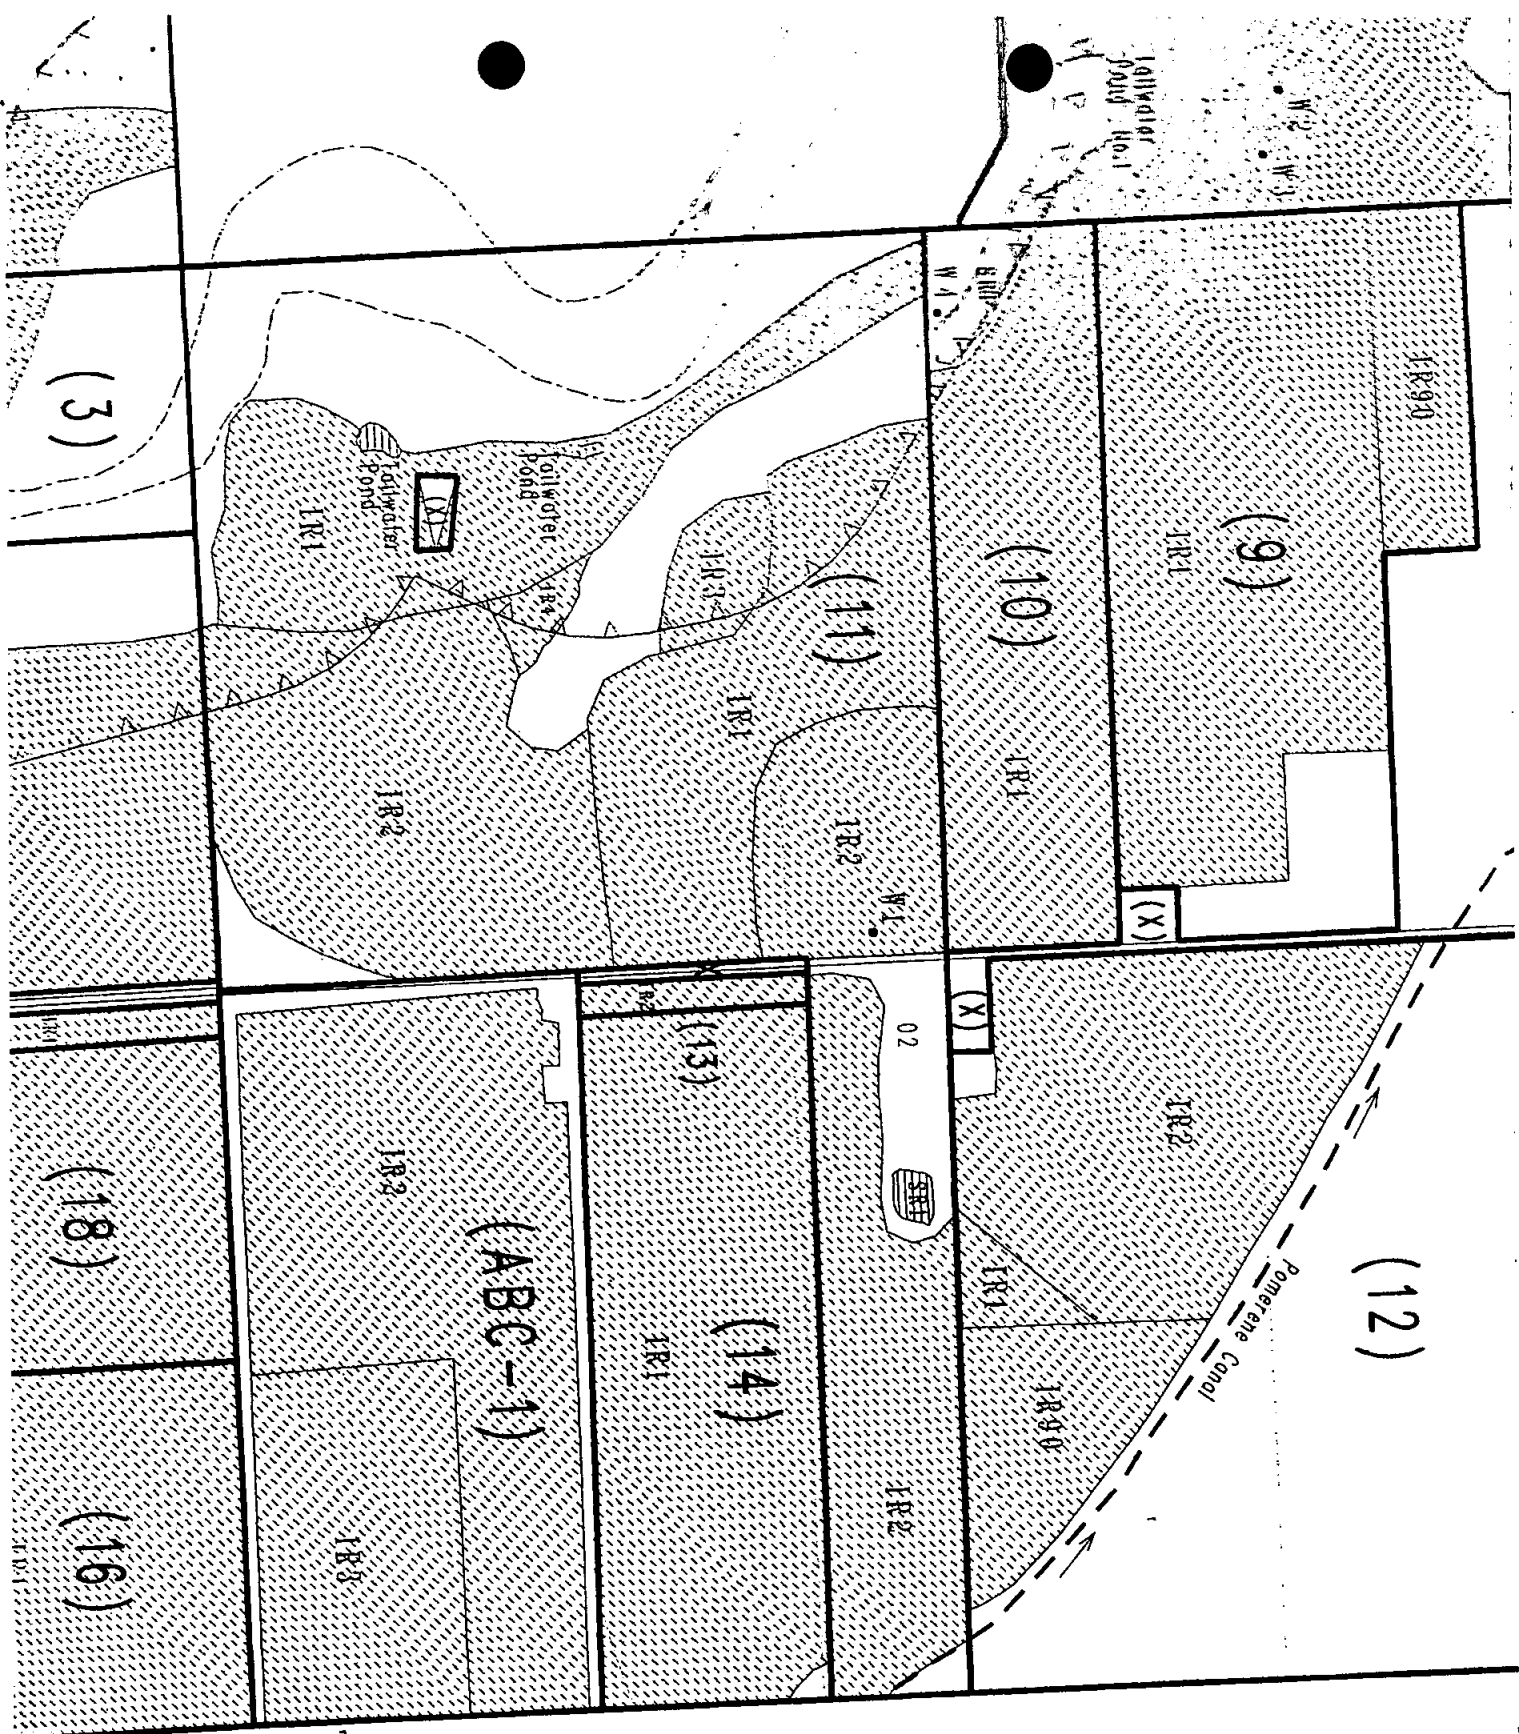 Tailwater
Pond No.1
W2
W3
W4
(3)
IR90
Tailwater
Pond
Tailwater
Pond
(X)
IR1
IR4
IR3
(11)
(10)
(9)
IR1
IR1
IR1
IR2
IR2
W1
(X)
X
(X)
(13)
O2
IR2
IR2
SR1
(18)
(ABC-1)
IR1
(14)
IR1
IR90
Pomerene Canal
(12)
IR2
IR3
(16)